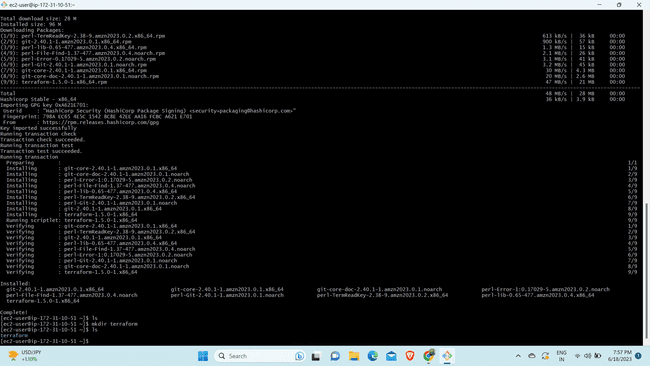 ec2-user@ip-172-31-10-51:~
Total download size: 28 M
Installed size: 96 M
Downloading Packages:
(1/9): perl-TermReadKey-2.38-9.amzn2023.0.2.x86_64.rpm 613 kB/s | 36 kB 00:00
(2/9): git-2.40.1-1.amzn2023.0.1.x86_64.rpm 900 kB/s | 57 kB 00:00
(3/9): perl-lib-0.65-477.amzn2023.0.4.x86_64.rpm 1.3 MB/s | 15 kB 00:00
(4/9): perl-File-Find-1.37-477.amzn2023.0.4.noarch.rpm 2.1 MB/s | 26 kB 00:00
(5/9): perl-Error-0.17029-5.amzn2023.0.2.noarch.rpm 3.1 MB/s | 41 kB 00:00
(6/9): perl-Git-2.40.1-1.amzn2023.0.1.noarch.rpm 3.2 MB/s | 45 kB 00:00
(7/9): git-core-2.40.1-1.amzn2023.0.1.x86_64.rpm 30 MB/s | 4.3 MB 00:00
(8/9): git-core-doc-2.40.1-1.amzn2023.0.1.noarch.rpm 20 MB/s | 2.6 MB 00:00
(9/9): terraform-1.5.0-1.x86_64.rpm 47 MB/s | 21 MB 00:00
Total 48 MB/s | 28 MB 00:00
Hashicorp Stable - x86_64 36 kB/s | 3.9 kB 00:00
Importing GPG key 0xA621E701:
Userid : "HashiCorp Security (HashiCorp Package Signing) <security+packaging@hashicorp.com>"
Fingerprint: 798A EC65 4E5C 1542 8C8E 42EE AA16 FCBC A621 E701
From : https://rpm.releases.hashicorp.com/gpg
Key imported successfully
Running transaction check
Transaction check succeeded.
Running transaction test
Transaction test succeeded.
Running transaction
Preparing : 1/1
Installing : git-core-2.40.1-1.amzn2023.0.1.x86_64 1/9
Installing : git-core-doc-2.40.1-1.amzn2023.0.1.noarch 2/9
Installing : perl-Error-1:0.17029-5.amzn2023.0.2.noarch 3/9
Installing : perl-File-Find-1.37-477.amzn2023.0.4.noarch 4/9
Installing : perl-lib-0.65-477.amzn2023.0.4.x86_64 5/9
Installing : perl-TermReadKey-2.38-9.amzn2023.0.2.x86_64 6/9
Installing : perl-Git-2.40.1-1.amzn2023.0.1.noarch 7/9
Installing : git-2.40.1-1.amzn2023.0.1.x86_64 8/9
Installing : terraform-1.5.0-1.x86_64 9/9
Running scriptlet: terraform-1.5.0-1.x86_64 9/9
Verifying : git-core-2.40.1-1.amzn2023.0.1.x86_64 1/9
Verifying : perl-TermReadKey-2.38-9.amzn2023.0.2.x86_64 2/9
Verifying : git-2.40.1-1.amzn2023.0.1.x86_64 3/9
Verifying : perl-lib-0.65-477.amzn2023.0.4.x86_64 4/9
Verifying : perl-File-Find-1.37-477.amzn2023.0.4.noarch 5/9
Verifying : perl-Error-1:0.17029-5.amzn2023.0.2.noarch 6/9
Verifying : perl-Git-2.40.1-1.amzn2023.0.1.noarch 7/9
Verifying : git-core-doc-2.40.1-1.amzn2023.0.1.noarch 8/9
Verifying : terraform-1.5.0-1.x86_64 9/9
Installed:
git-2.40.1-1.amzn2023.0.1.x86_64 git-core-2.40.1-1.amzn2023.0.1.x86_64 git-core-doc-2.40.1-1.amzn2023.0.1.noarch perl-Error-1:0.17029-5.amzn2023.0.2.noarch
perl-File-Find-1.37-477.amzn2023.0.4.noarch perl-Git-2.40.1-1.amzn2023.0.1.noarch perl-TermReadKey-2.38-9.amzn2023.0.2.x86_64 perl-lib-0.65-477.amzn2023.0.4.x86_64
terraform-1.5.0-1.x86_64
Complete!
[ec2-user@ip-172-31-10-51 ~]$ ls
[ec2-user@ip-172-31-10-51 ~]$ mkdir terraform
[ec2-user@ip-172-31-10-51 ~]$ ls
terraform
[ec2-user@ip-172-31-10-51 ~]$
USD/JPY
+1.10%
Search
ENG
IN
7:57 PM
6/18/2023